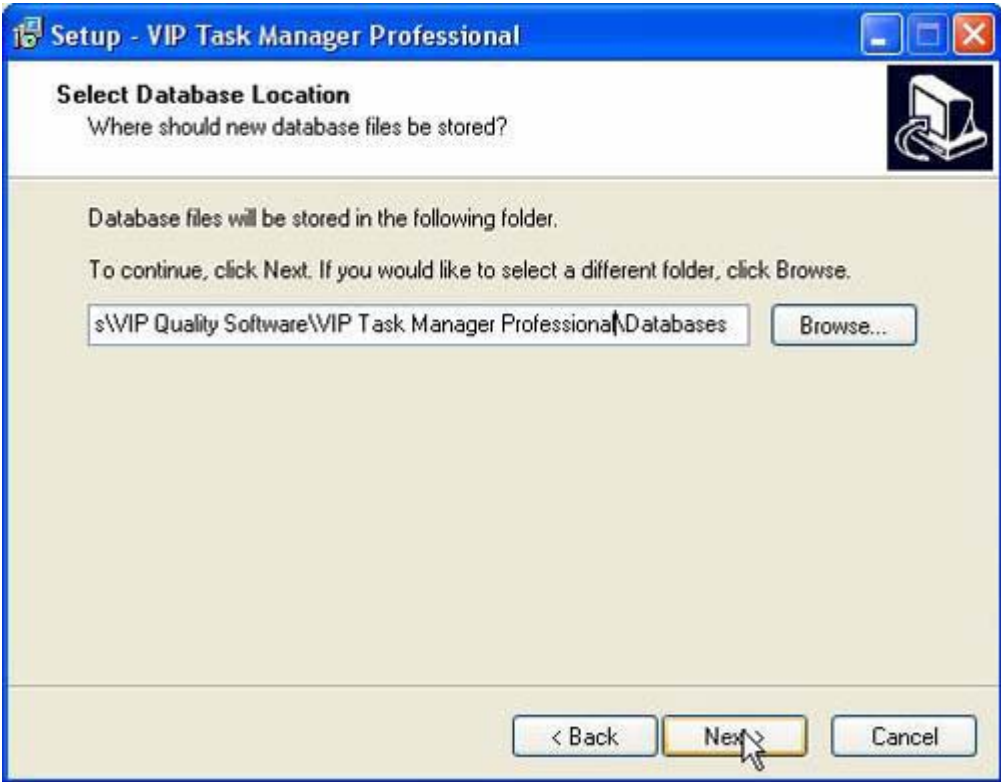 Setup - VIP Task Manager Professional
Select Database Location
Where should new database files be stored?
Database files will be stored in the following folder.
To continue, click Next. If you would like to select a different folder, click Browse.
s\VIP Quality Software\VIP Task Manager Professional\Databases
Browse...
< Back
Next >
Cancel